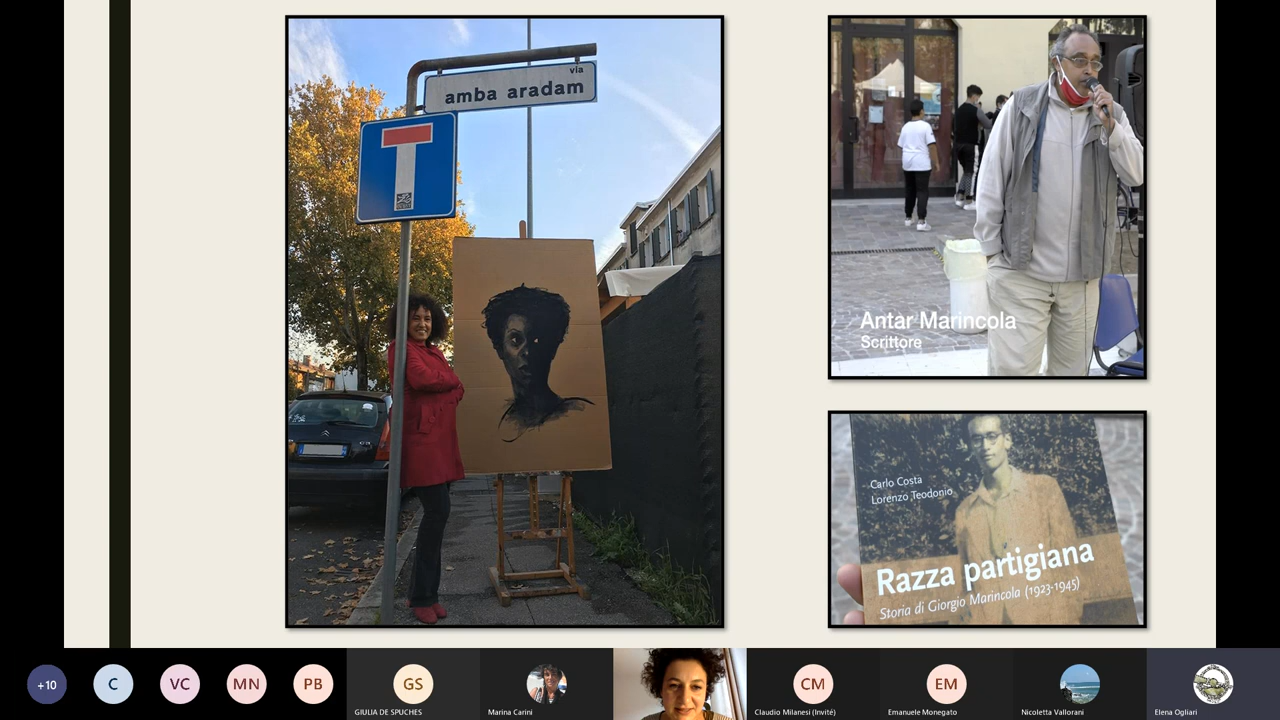 via
amba aradam
Antar Marincola
Scrittore
Carlo Costa
Lorenzo Teodonio
Razza partigiana
Storia di Giorgio Marincola (1923-1945)
+10
C
VC
MN
PB
GS
GIULIA DE SPUCHES
Marina Carini
CM
Claudio Milanesi (Invité)
EM
Emanuele Monegato
Nicoletta Vallorani
Elena Ogliari